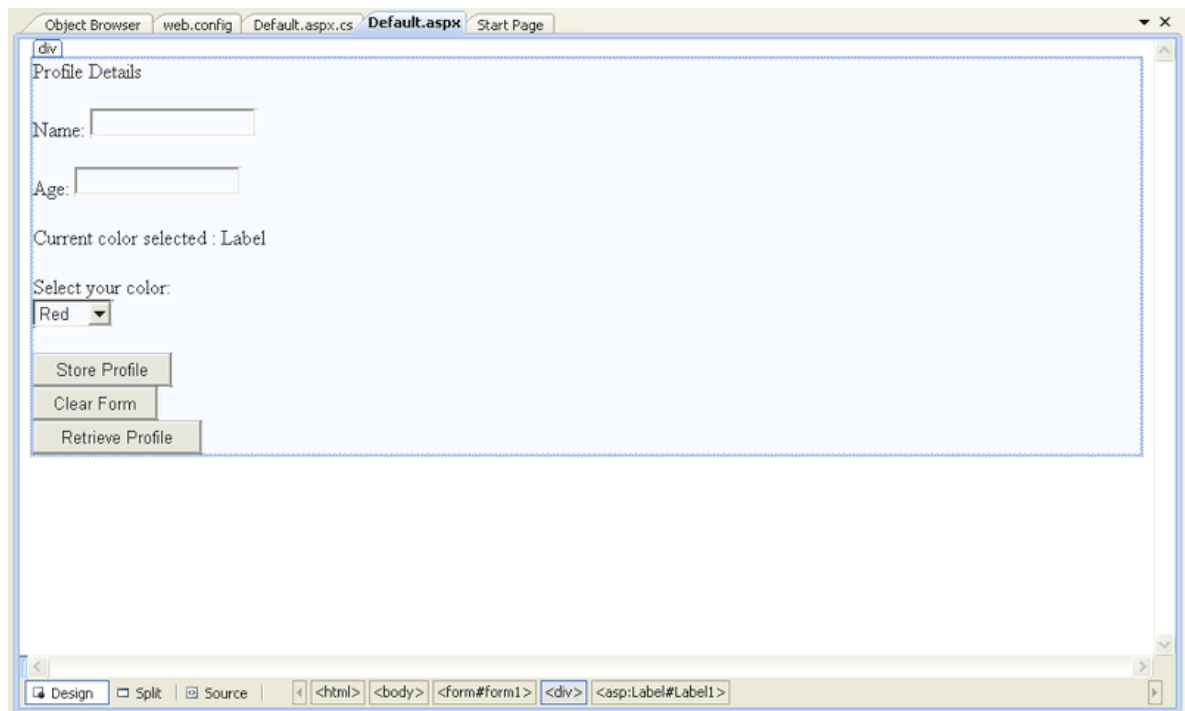 Object Browser web.config Default.aspx.cs Default.aspx Start Page
div
Profile Details
Name:
Age:
Current color selected : Label
Select your color:
Red
Store Profile
Clear Form
Retrieve Profile
Design Split Source <html> <body> <form#form1> <div> <asp:Label#Label1>